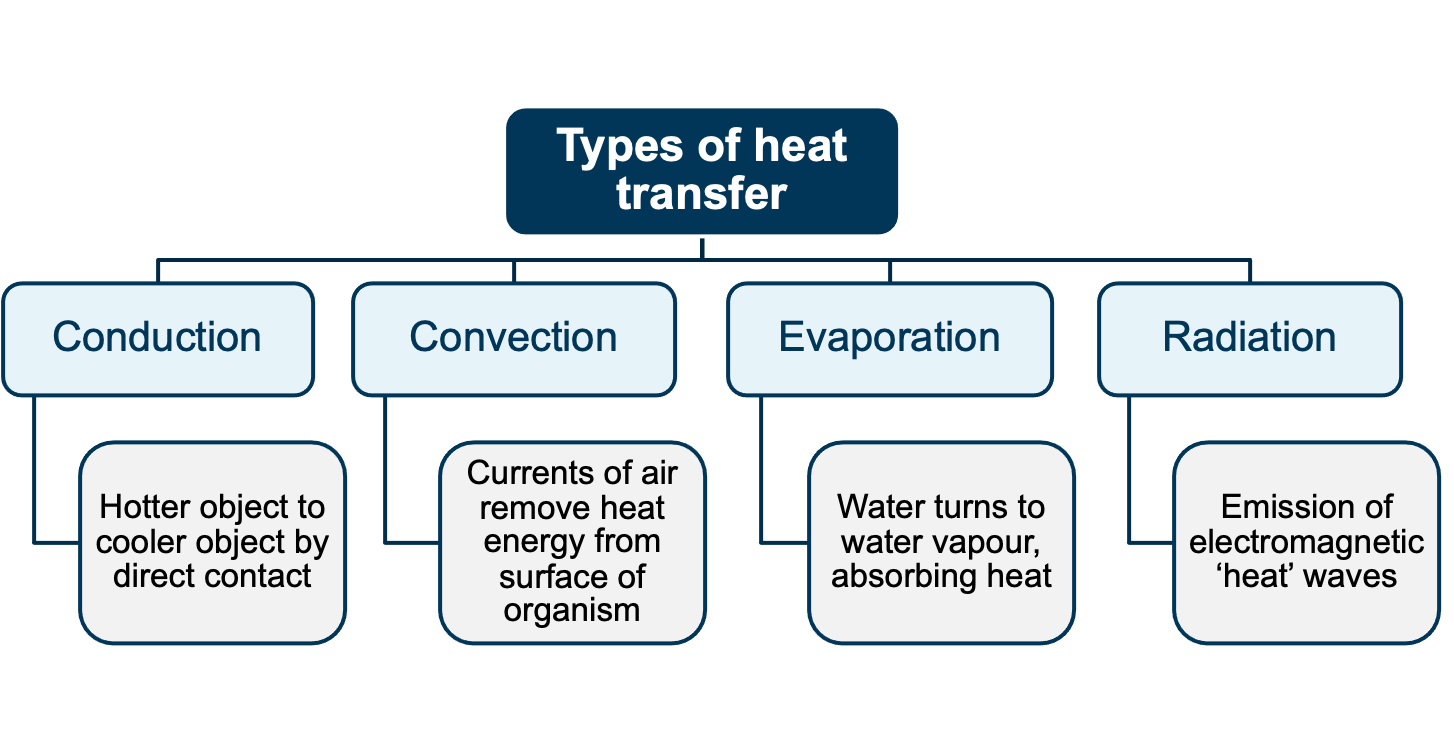 Types of heat
transfer
Conduction
Convection
Evaporation
Radiation
Hotter object to
cooler object by
direct contact
Currents of air
remove heat
energy from
surface of
organism
Water turns to
water vapour,
absorbing heat
Emission of
electromagnetic
‘heat’ waves